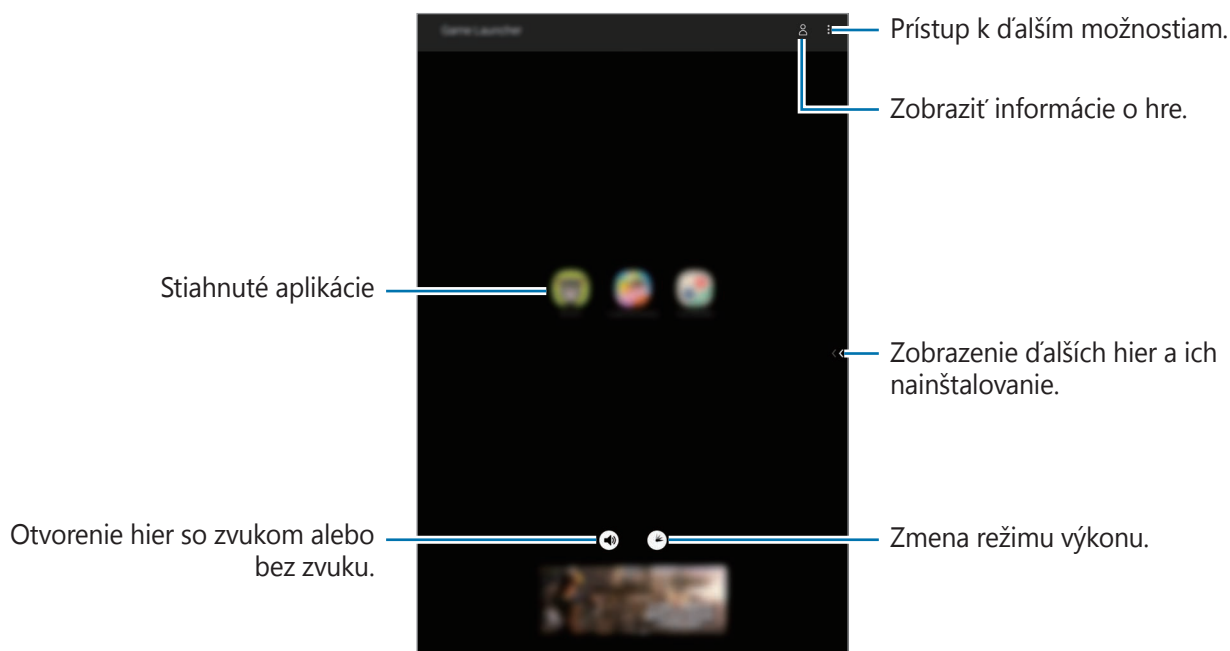 Game Launcher
Prístup k ďalším možnostiam.
Zobraziť informácie o hre.
Stiahnuté aplikácie
Zobrazenie ďalších hier a ich
nainštalovanie.
Otvorenie hier so zvukom alebo
bez zvuku.
Zmena režimu výkonu.